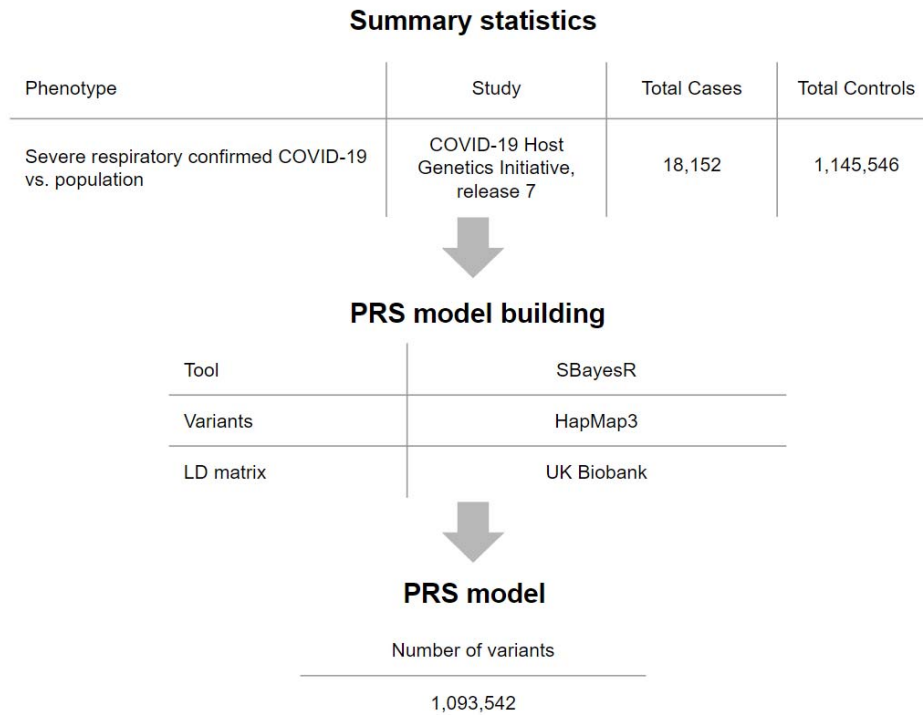 Summary statistics
Phenotype Study Total Cases Total Controls
Severe respiratory confirmed COVID-19
vs. population
COVID-19 Host
Genetics Initiative,
release 7
18,152 1,145,546
PRS model building
Tool SBayesR
Variants HapMap3
LD matrix UK Biobank
PRS model
Number of variants
1,093,542